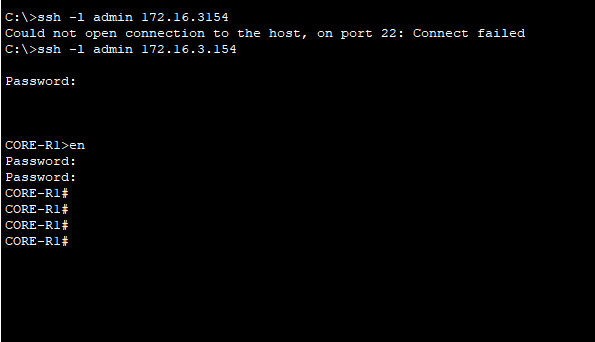 C:\>ssh -l admin 172.16.3154
Could not open connection to the host, on port 22: Connect failed
C:\>ssh -l admin 172.16.3.154
Password:
CORE-R1>en
Password:
Password:
CORE-R1#
CORE-R1#
CORE-R1#
CORE-R1#